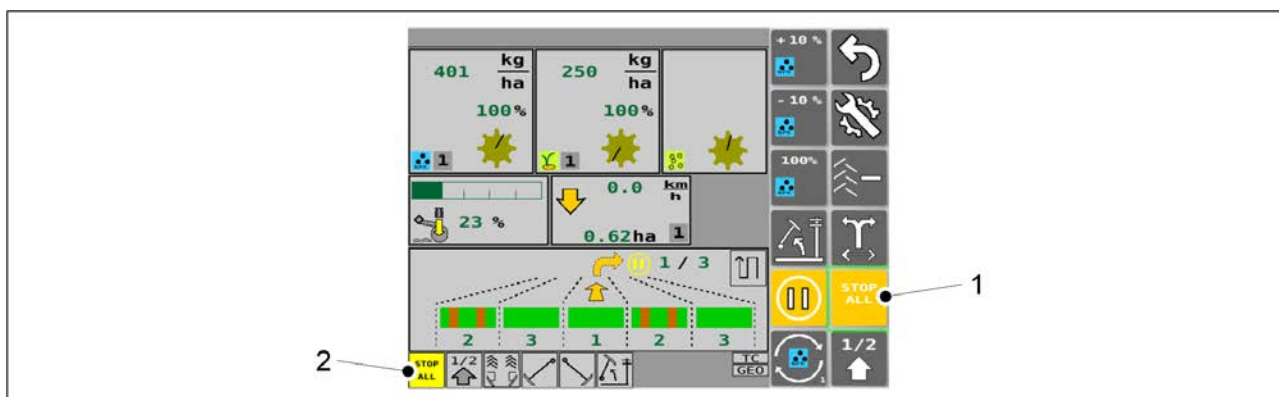 401 kg/ha
100%
1
250 kg/ha
100%
1
23 %
0.0 km/h
0.62ha 1
1 / 3
2 3 1 2 3
STOP ALL
1/2
TC
GEO
+ 10 %
- 10 %
100%
STOP ALL
1
1/2
1
2